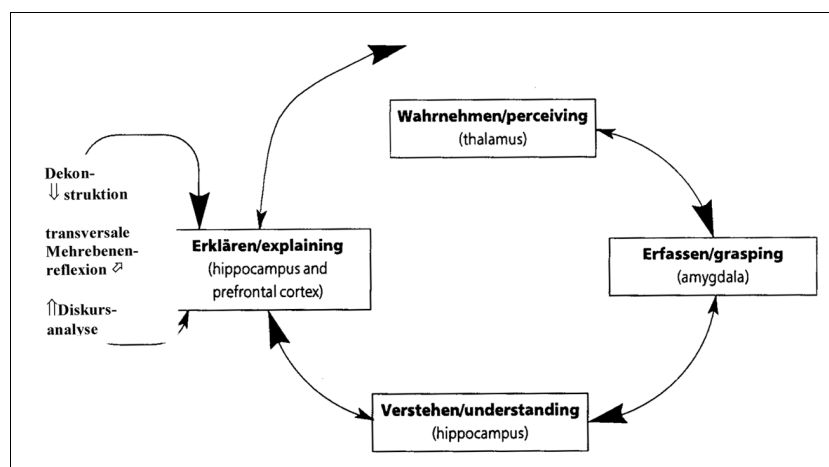 Wahrnehmen/perceiving
(thalamus)
Dekon-
⇓ struktion
transversale
Mehrebenen-
reflexion ⬀
⇑Diskurs-
analyse
Erklären/explaining
(hippocampus and
prefrontal cortex)
Erfassen/grasping
(amygdala)
Verstehen/understanding
(hippocampus)